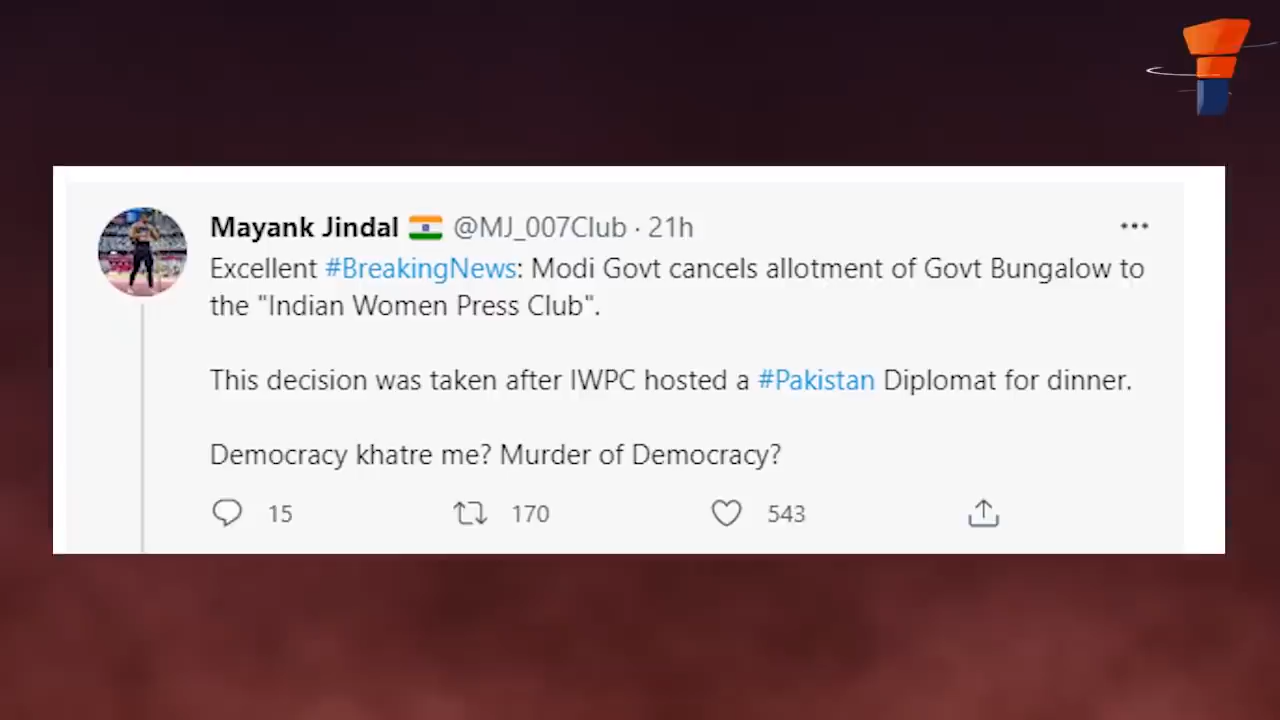 Mayank Jindal @MJ_007Club · 21h
Excellent #BreakingNews: Modi Govt cancels allotment of Govt Bungalow to
the "Indian Women Press Club".
This decision was taken after IWPC hosted a #Pakistan Diplomat for dinner.
Democracy khatre me? Murder of Democracy?
15 170 543